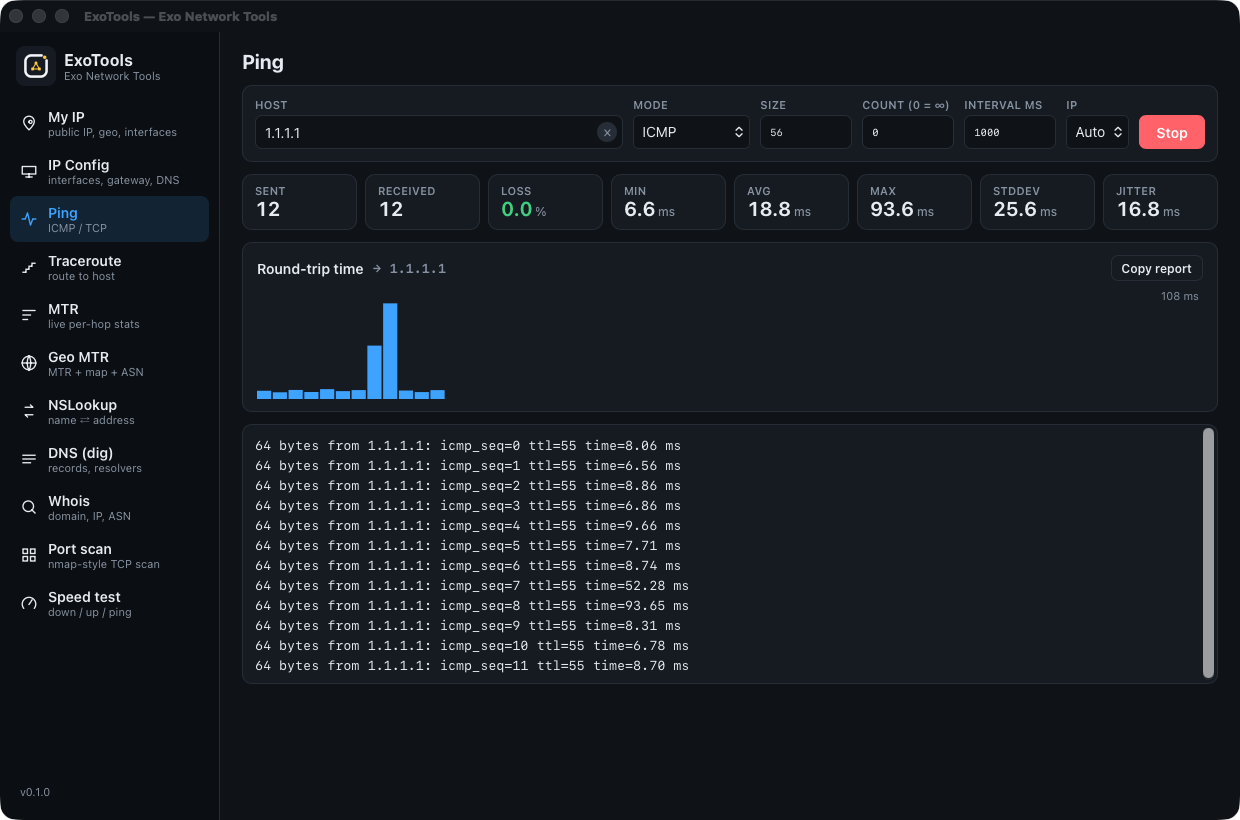 ExoTools — Exo Network Tools
ExoTools
Exo Network Tools
My IP
public IP, geo, interfaces
IP Config
interfaces, gateway, DNS
Ping
ICMP / TCP
Traceroute
route to host
MTR
live per-hop stats
Geo MTR
MTR + map + ASN
NSLookup
name ⇄ address
DNS (dig)
records, resolvers
Whois
domain, IP, ASN
Port scan
nmap-style TCP scan
Speed test
down / up / ping
v0.1.0
Ping
HOST MODE SIZE COUNT (0 = ∞) INTERVAL MS IP
1.1.1.1 x ICMP 56 0 1000 Auto Stop
SENT RECEIVED LOSS MIN AVG MAX STDDEV JITTER
12 12 0.0 % 6.6 ms 18.8 ms 93.6 ms 25.6 ms 16.8 ms
Round-trip time → 1.1.1.1 Copy report
108 ms
64 bytes from 1.1.1.1: icmp_seq=0 ttl=55 time=8.06 ms
64 bytes from 1.1.1.1: icmp_seq=1 ttl=55 time=6.56 ms
64 bytes from 1.1.1.1: icmp_seq=2 ttl=55 time=8.86 ms
64 bytes from 1.1.1.1: icmp_seq=3 ttl=55 time=6.86 ms
64 bytes from 1.1.1.1: icmp_seq=4 ttl=55 time=9.66 ms
64 bytes from 1.1.1.1: icmp_seq=5 ttl=55 time=7.71 ms
64 bytes from 1.1.1.1: icmp_seq=6 ttl=55 time=8.74 ms
64 bytes from 1.1.1.1: icmp_seq=7 ttl=55 time=52.28 ms
64 bytes from 1.1.1.1: icmp_seq=8 ttl=55 time=93.65 ms
64 bytes from 1.1.1.1: icmp_seq=9 ttl=55 time=8.31 ms
64 bytes from 1.1.1.1: icmp_seq=10 ttl=55 time=6.78 ms
64 bytes from 1.1.1.1: icmp_seq=11 ttl=55 time=8.70 ms